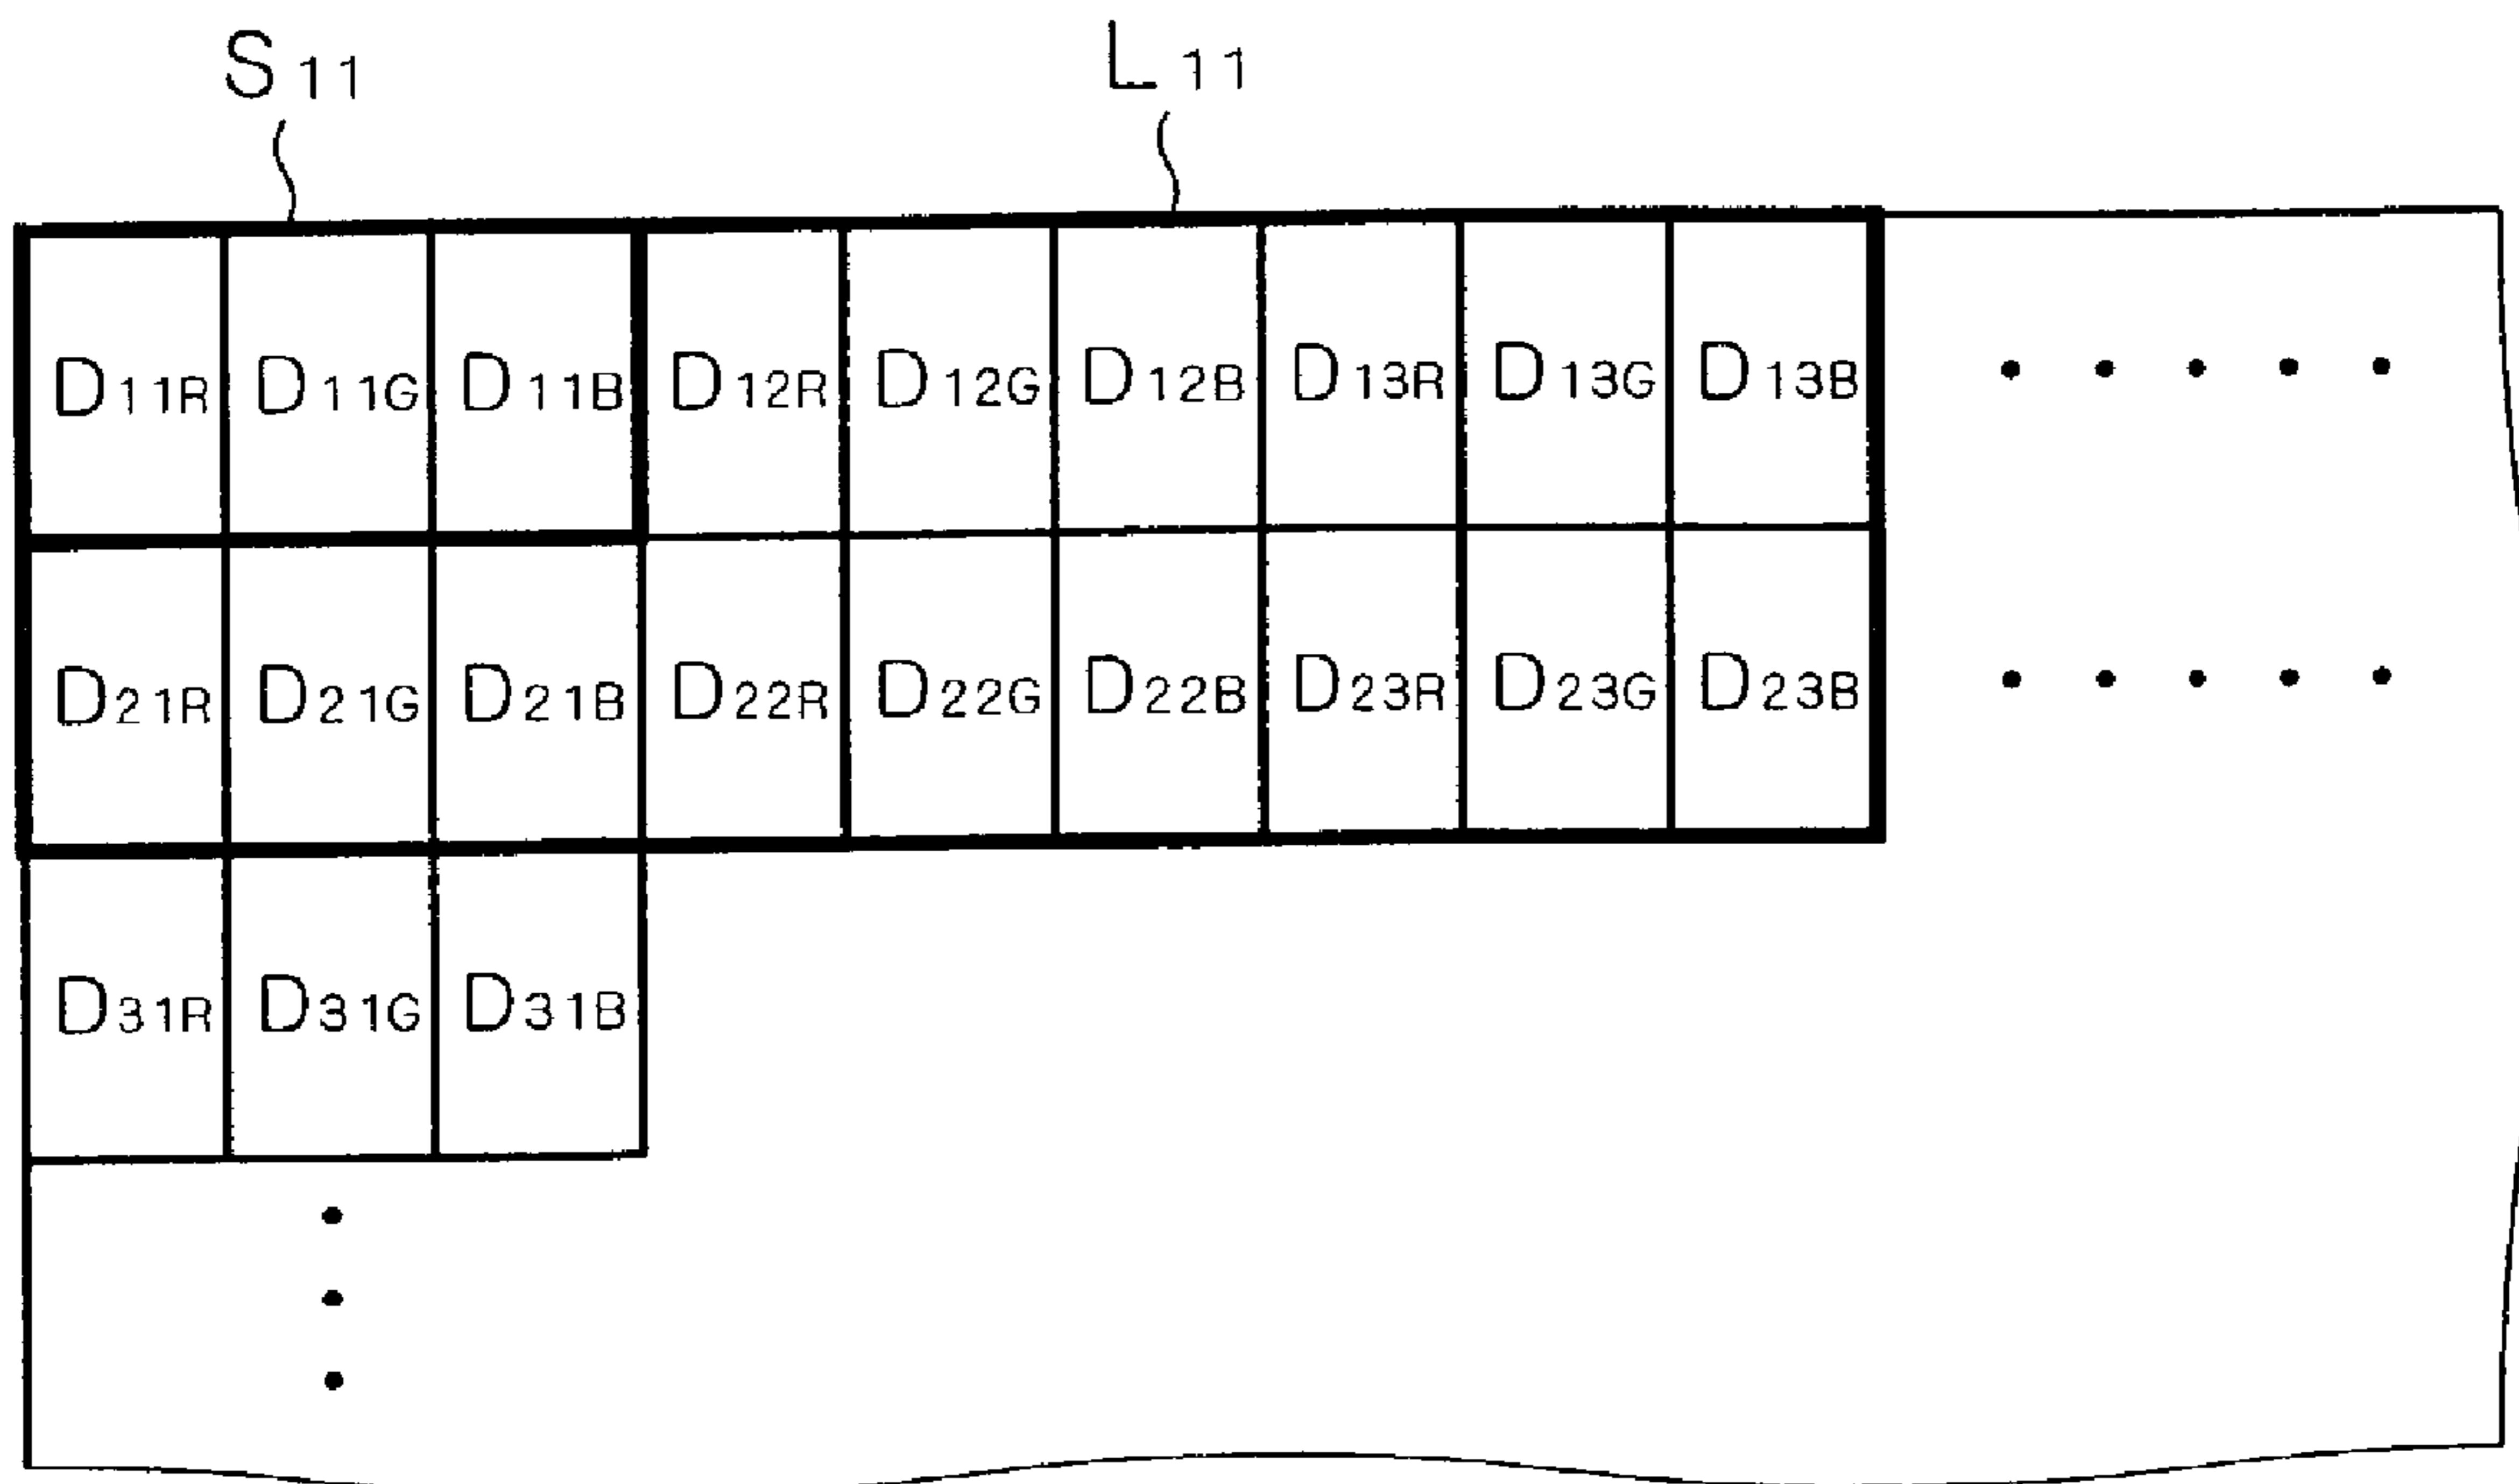 S11 L11
D11R D11G D11B D12R D12G D12B D13R D13G D13B • • • • •
D21R D21G D21B D22R D22G D22B D23R D23G D23B • • • • •
D31R D31G D31B
•
•
•